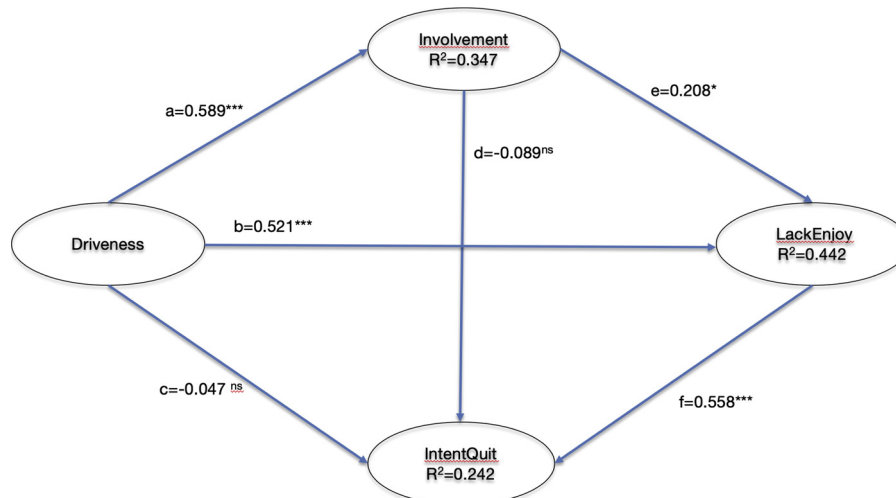 Involvement
R²=0.347
a=0.589***
e=0.208*
d=-0.089ⁿˢ
b=0.521***
Driveness
LackEnjoy
R²=0.442
c=-0.047 ⁿˢ
f=0.558***
IntentQuit
R²=0.242